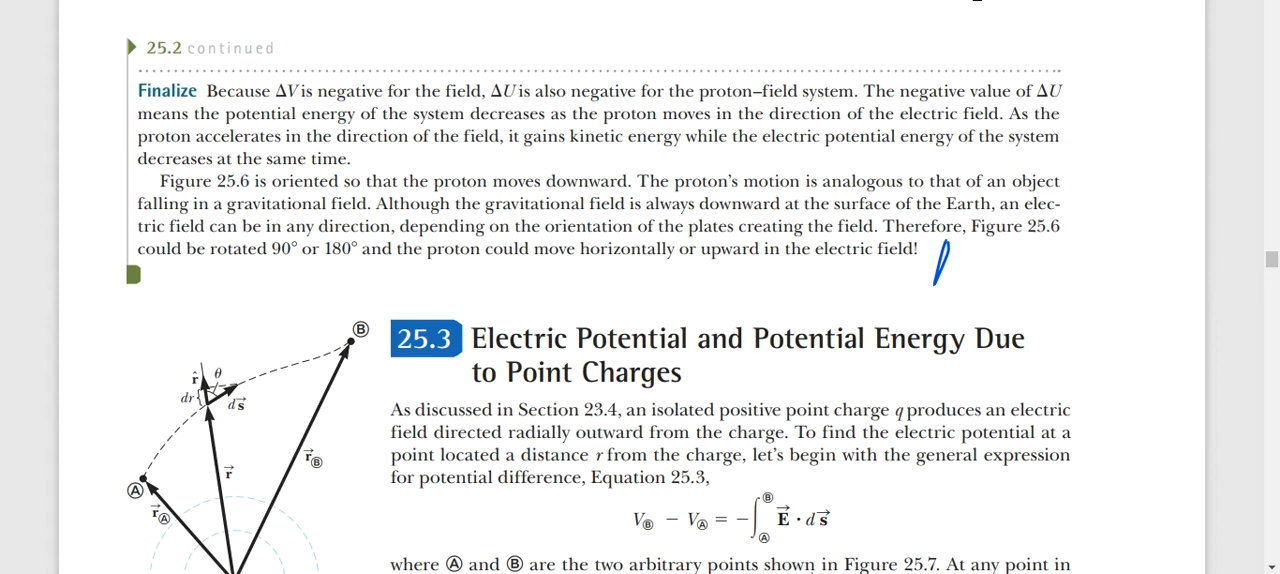 25.2 continued
Finalize Because ΔV is negative for the field, ΔU is also negative for the proton–field system. The negative value of ΔU
means the potential energy of the system decreases as the proton moves in the direction of the electric field. As the
proton accelerates in the direction of the field, it gains kinetic energy while the electric potential energy of the system
decreases at the same time.
Figure 25.6 is oriented so that the proton moves downward. The proton's motion is analogous to that of an object
falling in a gravitational field. Although the gravitational field is always downward at the surface of the Earth, an elec-
tric field can be in any direction, depending on the orientation of the plates creating the field. Therefore, Figure 25.6
could be rotated 90° or 180° and the proton could move horizontally or upward in the electric field!
Ⓑ
r̂ θ
dr
ds⃗
r⃗Ⓑ
r⃗
Ⓐ
r⃗Ⓐ
25.3 Electric Potential and Potential Energy Due
to Point Charges
As discussed in Section 23.4, an isolated positive point charge q produces an electric
field directed radially outward from the charge. To find the electric potential at a
point located a distance r from the charge, let's begin with the general expression
for potential difference, Equation 25.3,
VⒷ − VⒶ = −∫Ⓐ^Ⓑ E⃗ · ds⃗
where Ⓐ and Ⓑ are the two arbitrary points shown in Figure 25.7. At any point in